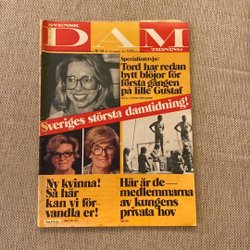 SVENSK
DAM
TIDNING
Specialintervju:
Tord har redan
bytt blöjor för
första gången
på lille Gustaf
Sveriges största damtidning!
Ny kvinna!
Så här
kan vi för-
vandla er!
Här är de
medlemmarna
av kungens
privata hov